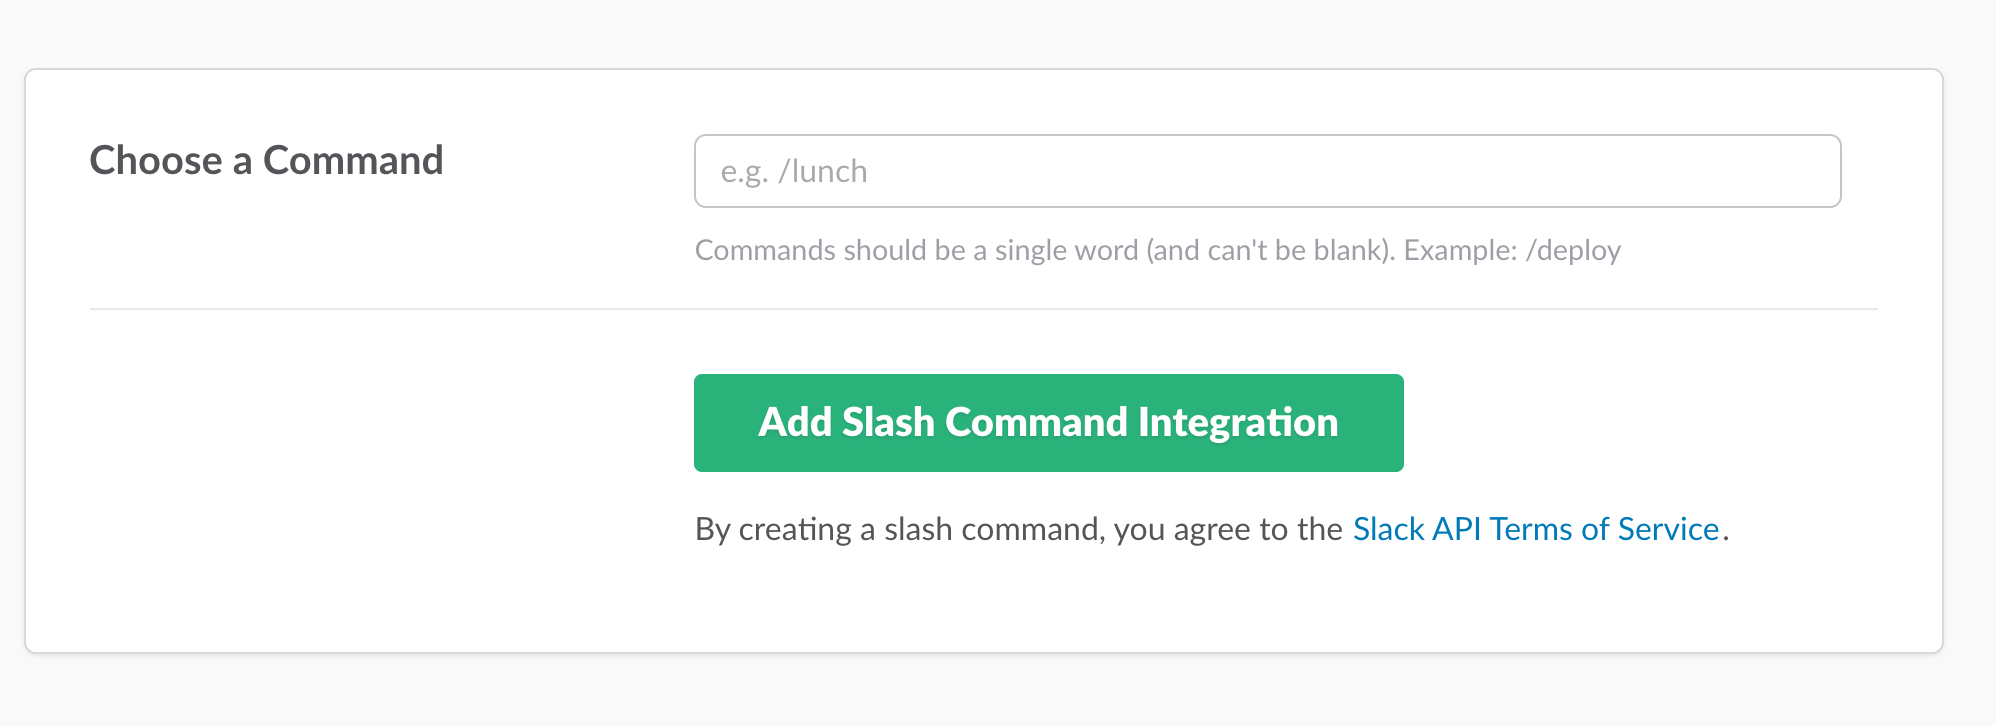 Choose a Command
e.g. /lunch
Commands should be a single word (and can't be blank). Example: /deploy
Add Slash Command Integration
By creating a slash command, you agree to the Slack API Terms of Service.